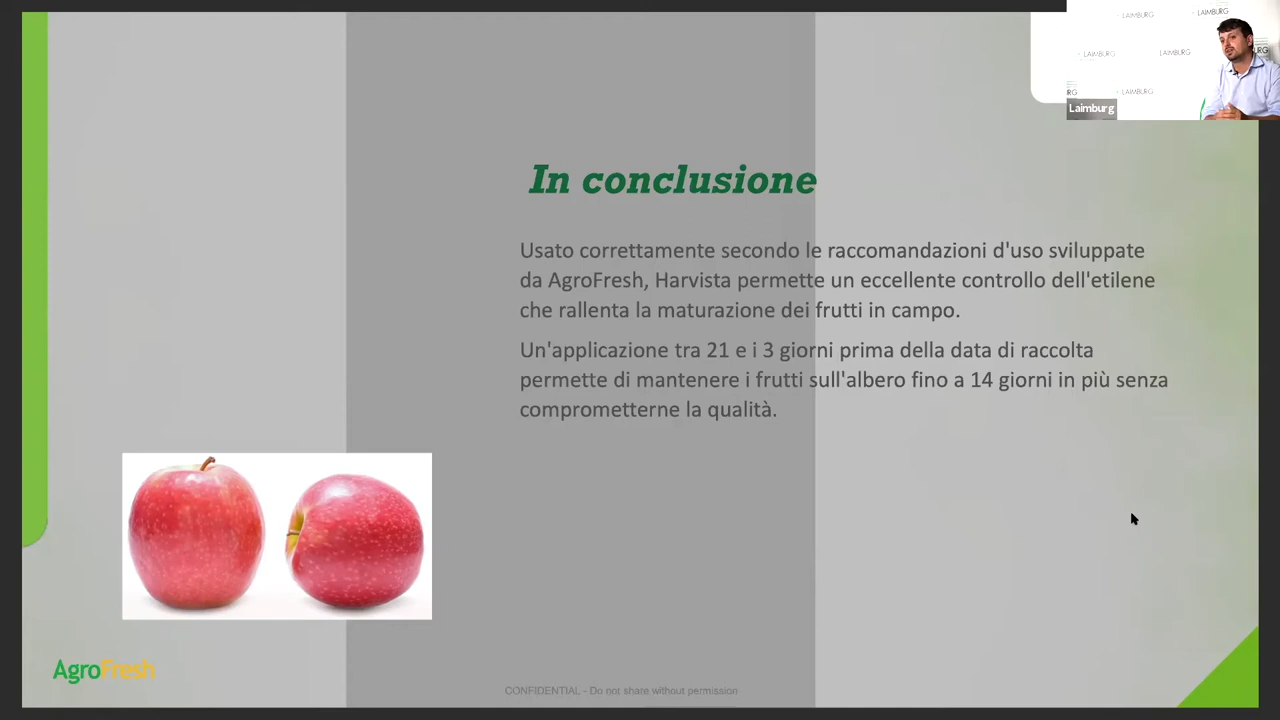 LAIMBURG
LAIMBURG
LAIMBURG
LAIMBURG
LAIMBURG
Laimburg
In conclusione
Usato correttamente secondo le raccomandazioni d'uso sviluppate
da AgroFresh, Harvista permette un eccellente controllo dell'etilene
che rallenta la maturazione dei frutti in campo.
Un'applicazione tra 21 e i 3 giorni prima della data di raccolta
permette di mantenere i frutti sull'albero fino a 14 giorni in più senza
comprometterne la qualità.
AgroFresh
CONFIDENTIAL - Do not share without permission